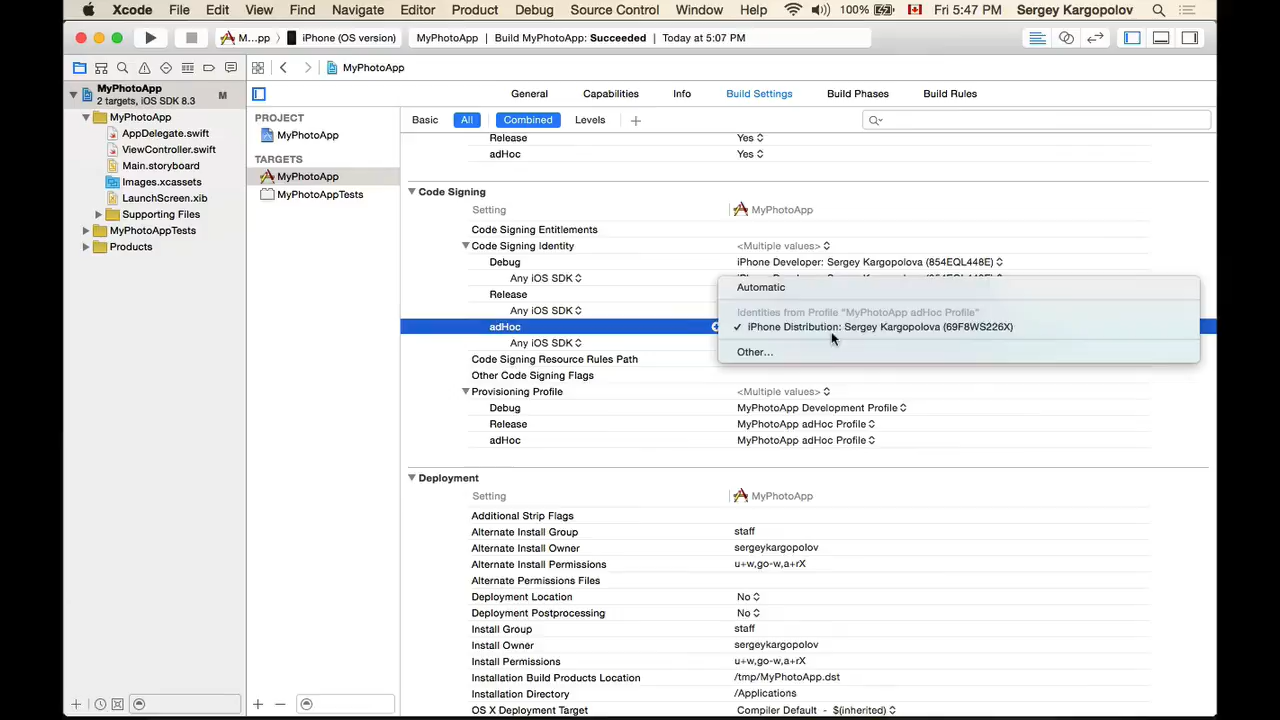 Xcode File Edit View Find Navigate Editor Product Debug Source Control Window Help 100% Fri 5:47 PM Sergey Kargopolov
M...pp iPhone (OS version) MyPhotoApp | Build MyPhotoApp: Succeeded | Today at 5:07 PM
MyPhotoApp
MyPhotoApp
2 targets, iOS SDK 8.3 M
MyPhotoApp
AppDelegate.swift
ViewController.swift
Main.storyboard
Images.xcassets
LaunchScreen.xib
Supporting Files
MyPhotoAppTests
Products
General Capabilities Info Build Settings Build Phases Build Rules
PROJECT
MyPhotoApp
TARGETS
MyPhotoApp
MyPhotoAppTests
Basic All Combined Levels
Release Yes
adHoc Yes
Code Signing
Setting MyPhotoApp
Code Signing Entitlements
Code Signing Identity <Multiple values>
Debug iPhone Developer: Sergey Kargopolova (854EQL448E)
Any iOS SDK
Release
Any iOS SDK
adHoc
Any iOS SDK
Automatic
Identities from Profile "MyPhotoApp adHoc Profile"
✓ iPhone Distribution: Sergey Kargopolova (69F8WS226X)
Other...
Code Signing Resource Rules Path
Other Code Signing Flags
Provisioning Profile <Multiple values>
Debug MyPhotoApp Development Profile
Release MyPhotoApp adHoc Profile
adHoc MyPhotoApp adHoc Profile
Deployment
Setting MyPhotoApp
Additional Strip Flags
Alternate Install Group staff
Alternate Install Owner sergeykargopolov
Alternate Install Permissions u+w,go-w,a+rX
Alternate Permissions Files
Deployment Location No
Deployment Postprocessing No
Install Group staff
Install Owner sergeykargopolov
Install Permissions u+w,go-w,a+rX
Installation Build Products Location /tmp/MyPhotoApp.dst
Installation Directory /Applications
OS X Deployment Target Compiler Default - $(inherited)